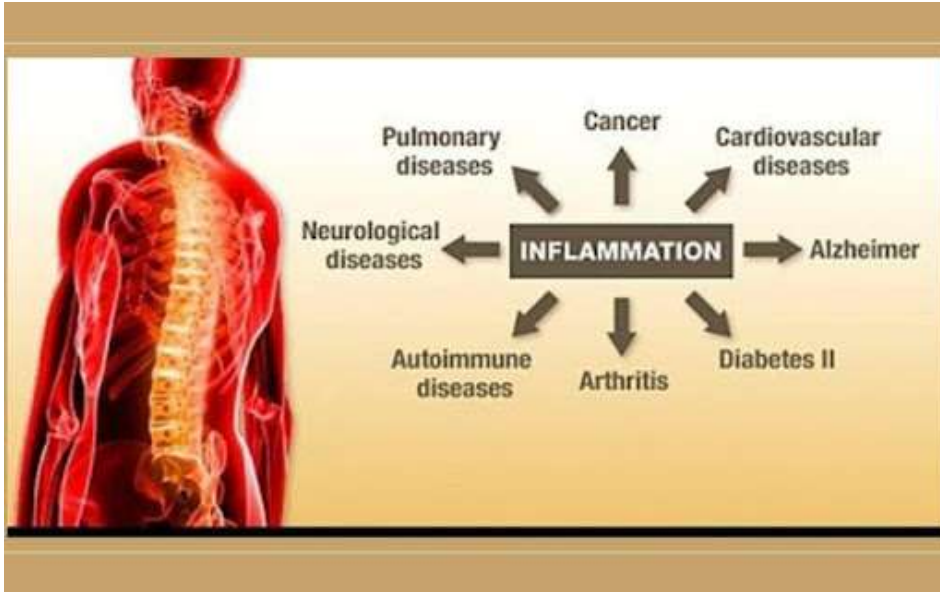 Cancer
Pulmonary
diseases
Cardiovascular
diseases
Neurological
diseases
INFLAMMATION
Alzheimer
Autoimmune
diseases
Arthritis
Diabetes II